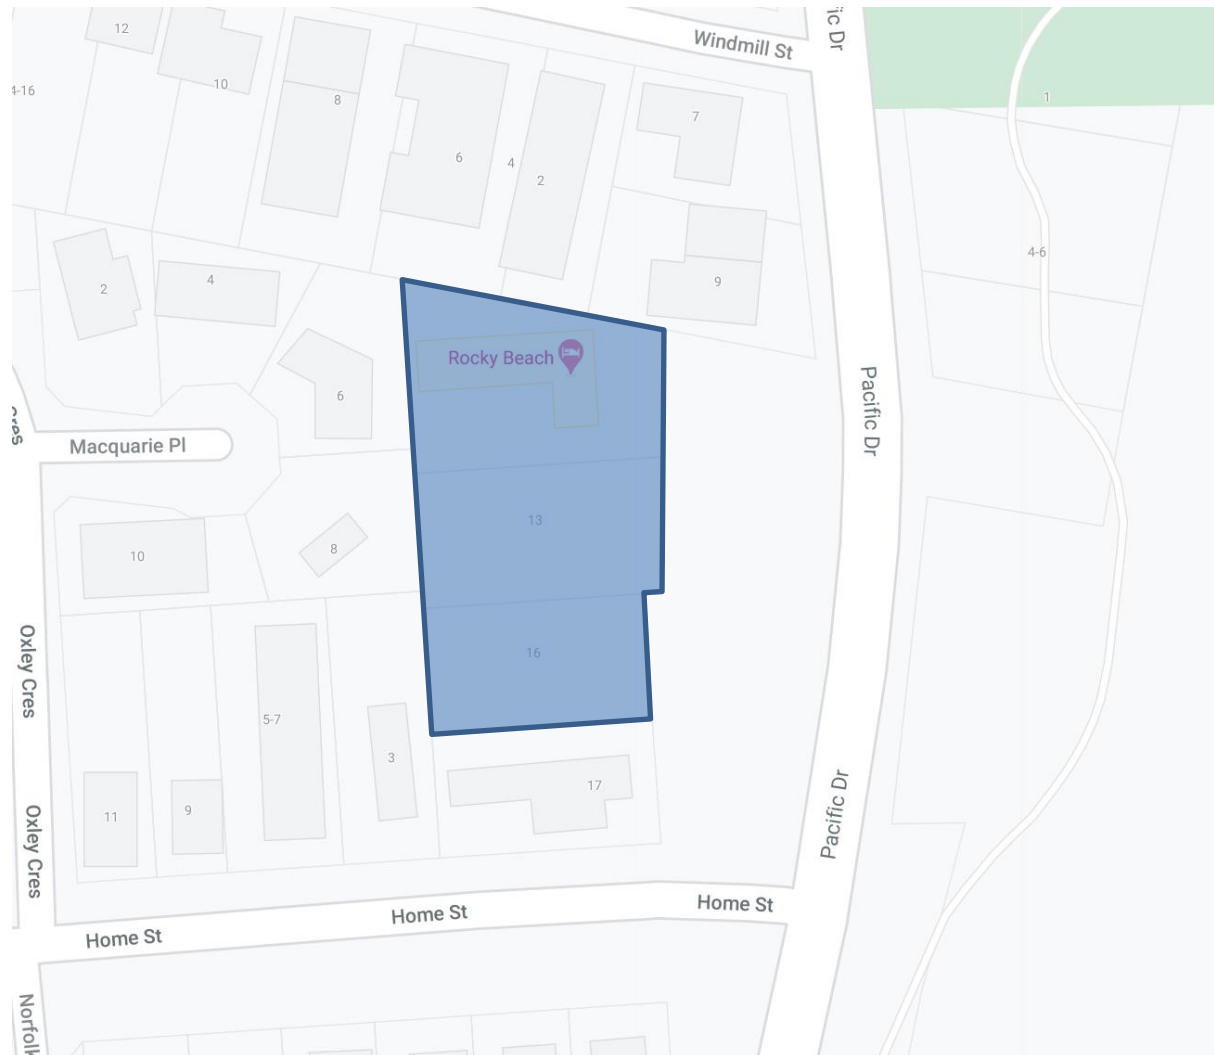 ic Dr
Windmill St
12
10
4-16
8
7
1
6
4
2
4-6
9
2
4
Rocky Beach
6
Pacific Dr
cres
Macquarie Pl
13
10
8
Oxley Cres
16
5-7
3
17
11
9
Pacific Dr
Oxley Cres
Home St
Home St
Home St
Norfolk